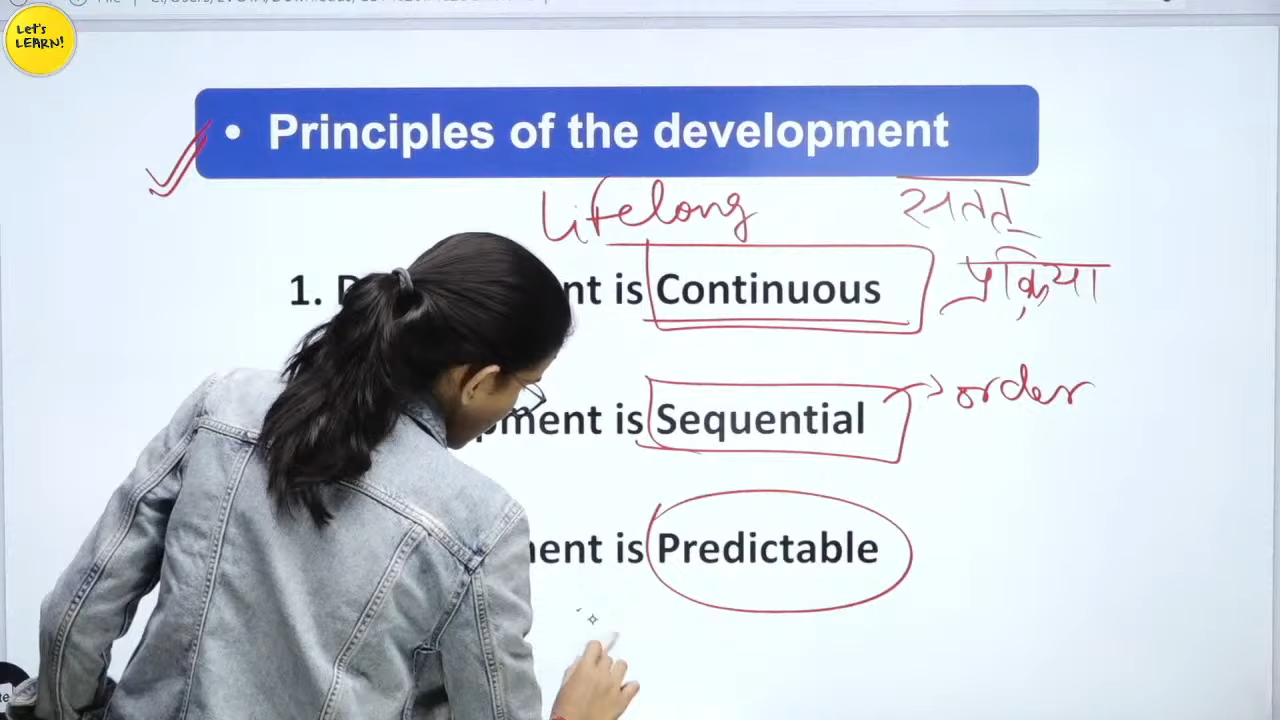 Let's
LEARN!
• Principles of the development
Lifelong
सतत्
प्रक्रिया
1. nt is Continuous
order
pment is Sequential
ment is Predictable